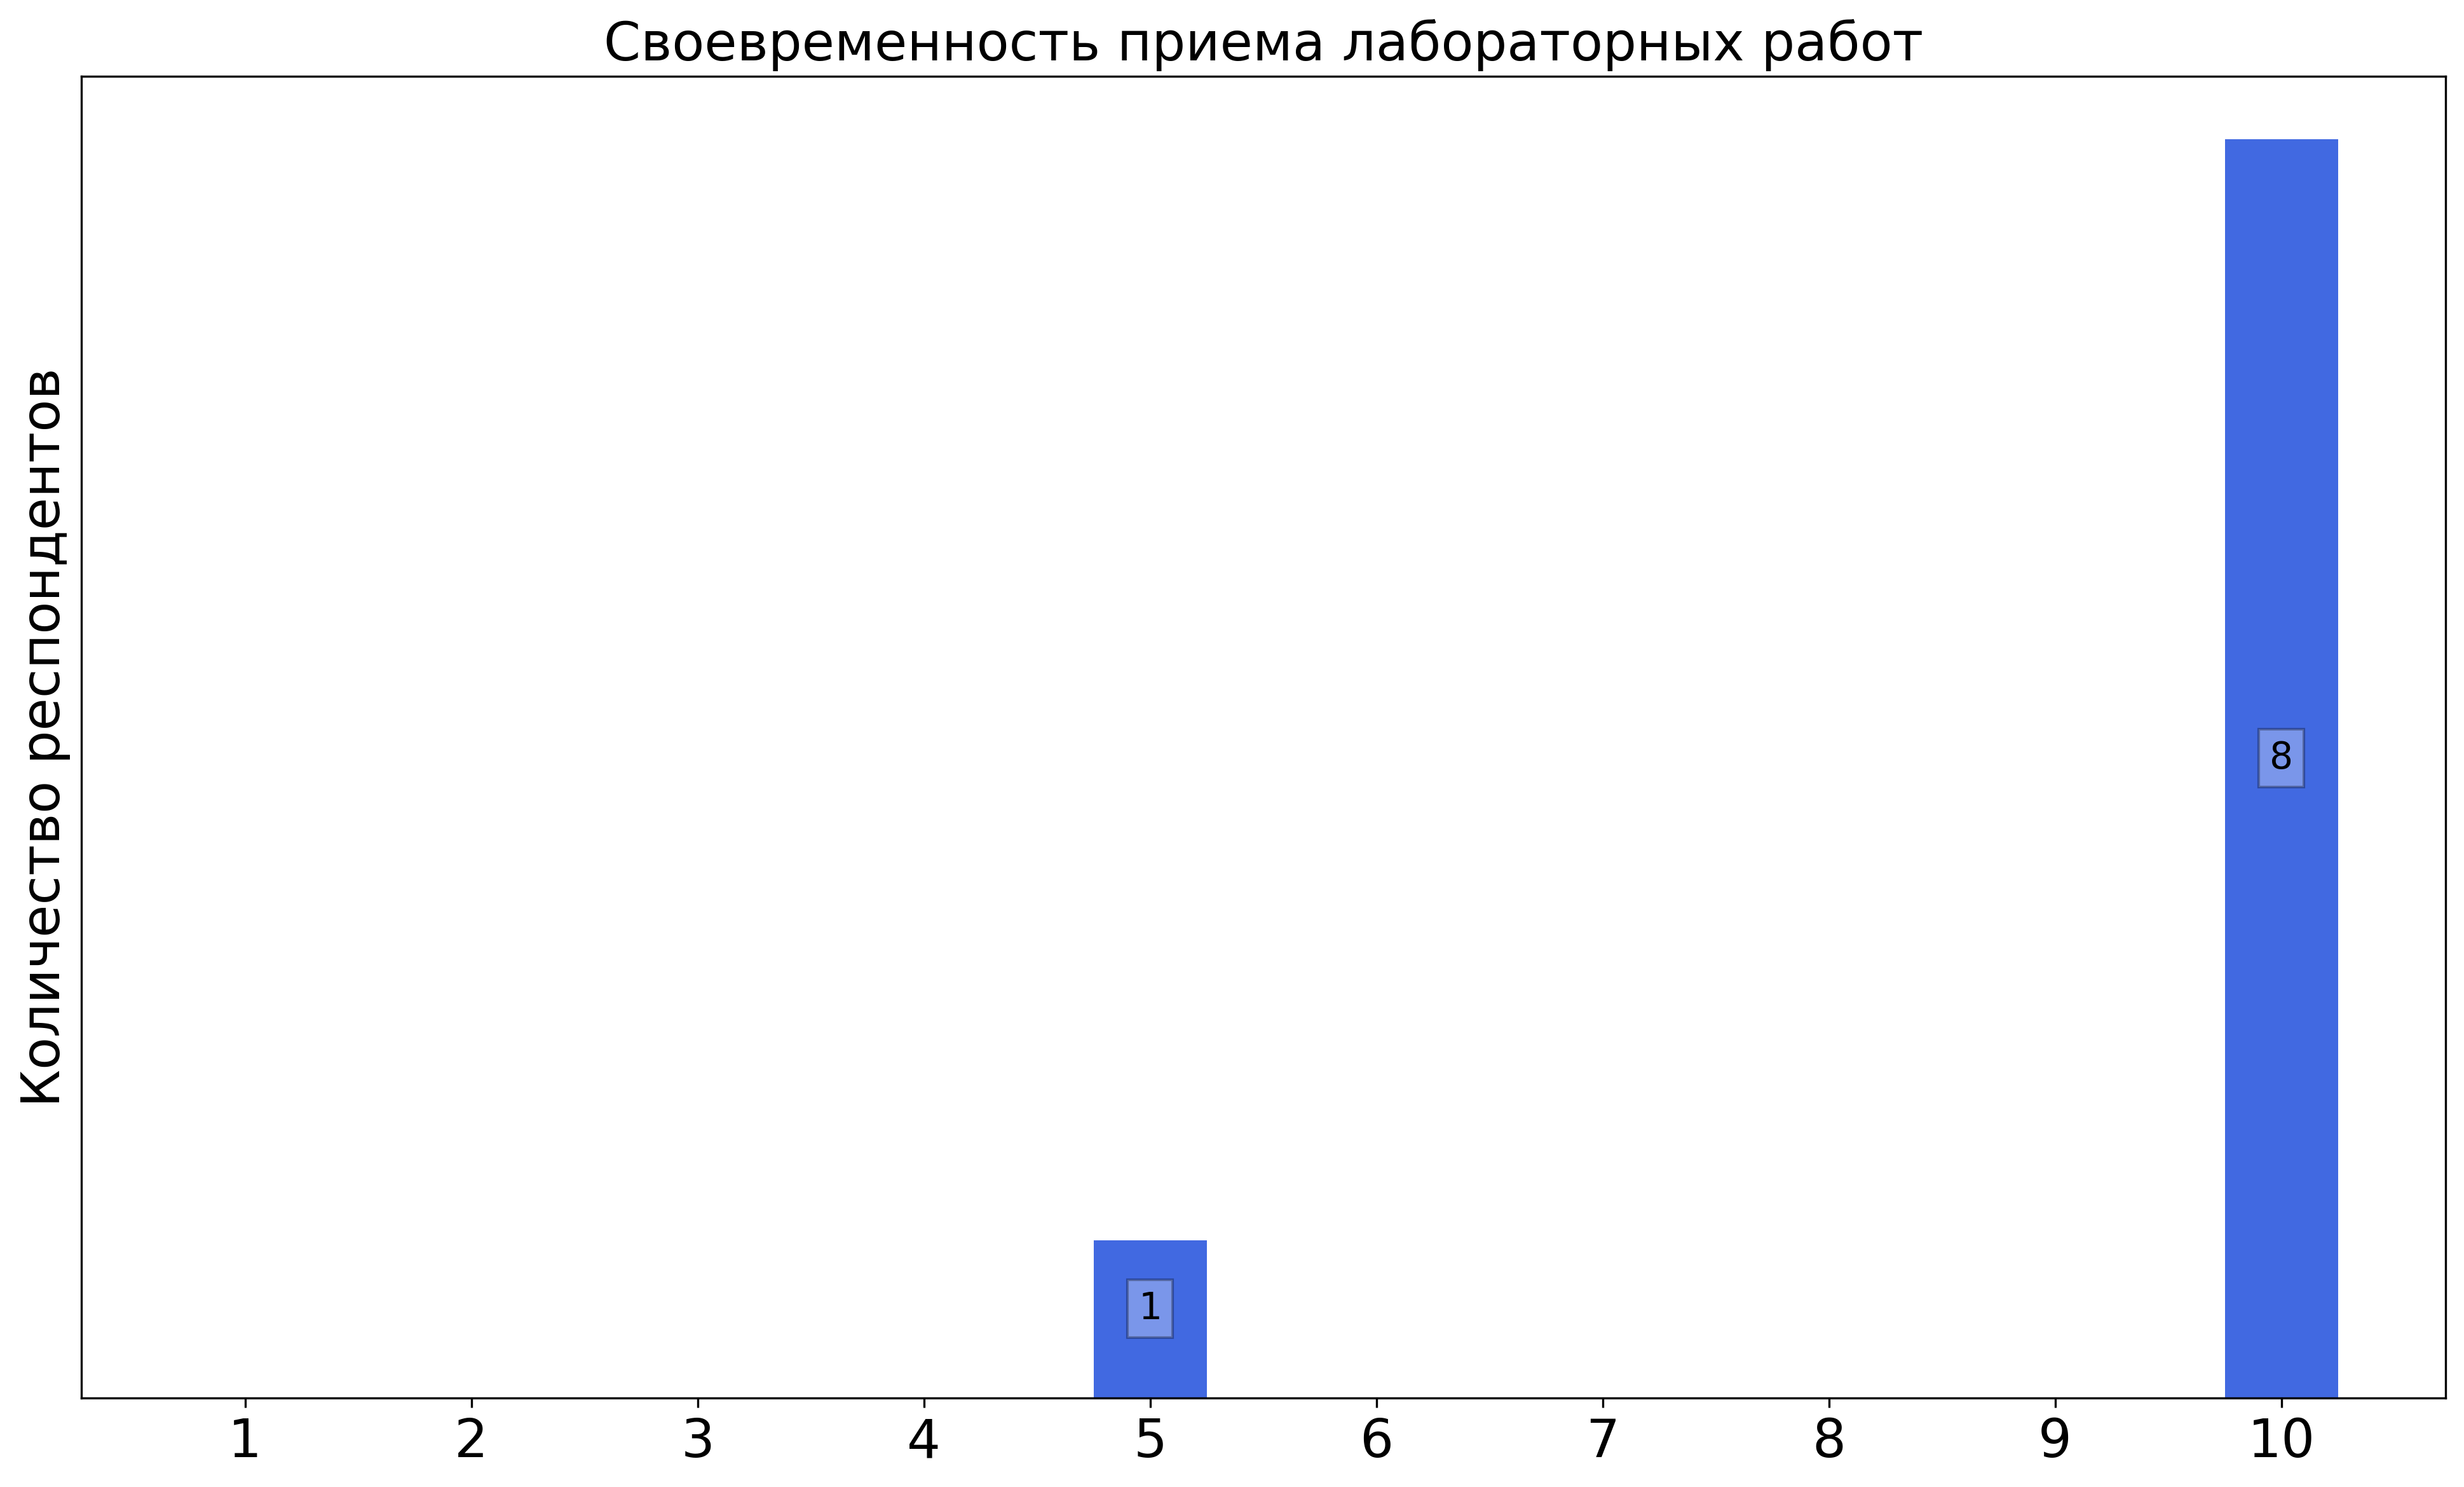 Своевременность приема лабораторных работ
Количество респондентов
8
1
1 2 3 4 5 6 7 8 9 10